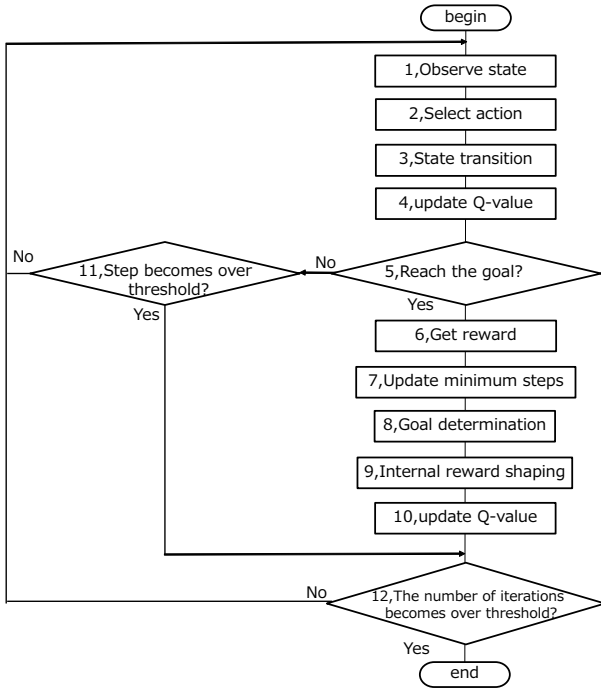 begin
1,Observe state
2,Select action
3,State transition
4,update Q-value
No
11,Step becomes over
threshold?
Yes
No
5,Reach the goal?
Yes
6,Get reward
7,Update minimum steps
8,Goal determination
9,Internal reward shaping
10,update Q-value
No
12,The number of iterations
becomes over threshold?
Yes
end